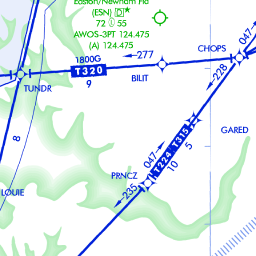 Easton/Newnam Fld
(ESN) D*
72 55
AWOS-3PT 124.475
(A) 124.475
1800G
277
CHOPS
047
T320
BILIT
228
TUNDR
9
GARED
8
047
T224 T315
10
5
PRNCZ
235
LOUIE